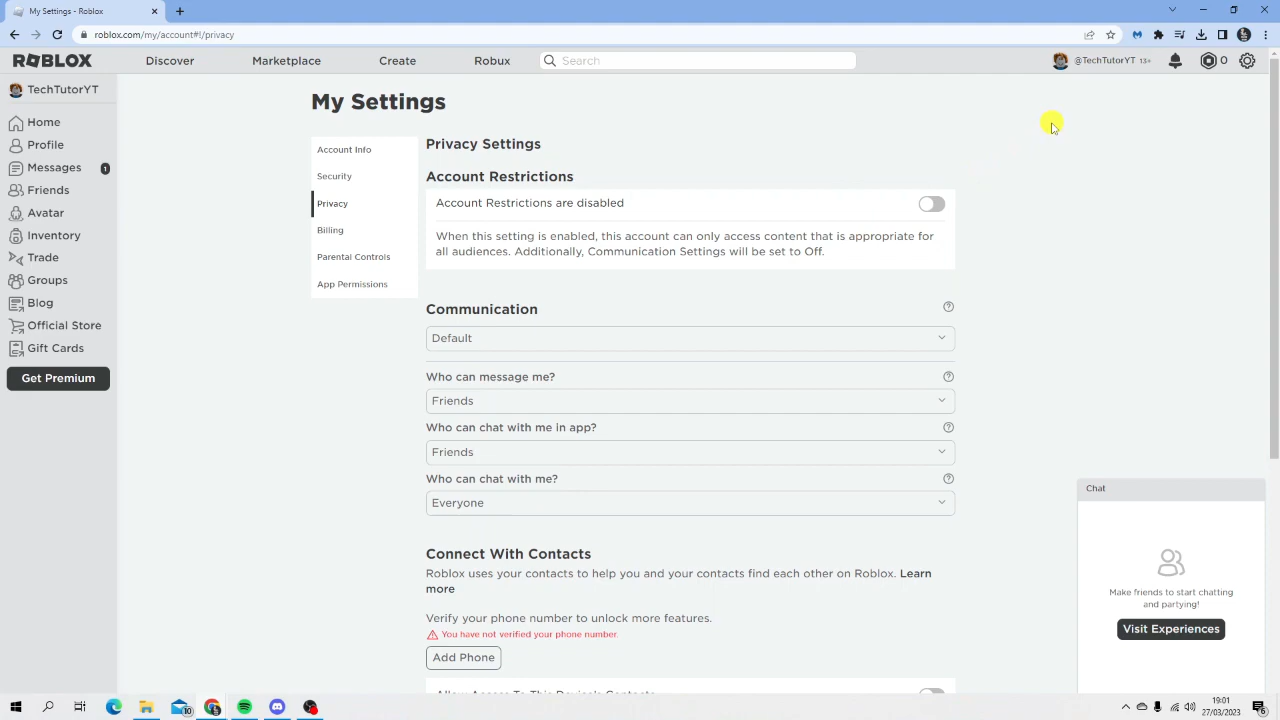 My Settings - Roblox
roblox.com/my/account#!/privacy
ROBLOX
Discover
Marketplace
Create
Robux
Search
@TechTutorYT 13+
0
TechTutorYT
Home
Profile
Messages
1
Friends
Avatar
Inventory
Trade
Groups
Blog
Official Store
Gift Cards
Get Premium
My Settings
Account Info
Security
Privacy
Billing
Parental Controls
App Permissions
Privacy Settings
Account Restrictions
Account Restrictions are disabled
When this setting is enabled, this account can only access content that is appropriate for
all audiences. Additionally, Communication Settings will be set to Off.
Communication
Default
Who can message me?
Friends
Who can chat with me in app?
Friends
Who can chat with me?
Everyone
Connect With Contacts
Roblox uses your contacts to help you and your contacts find each other on Roblox. Learn
more
Verify your phone number to unlock more features.
You have not verified your phone number.
Add Phone
Allow Access To This Device's Contacts
Chat
Make friends to start chatting
and partying!
Visit Experiences
10
19:01
27/03/2023
6